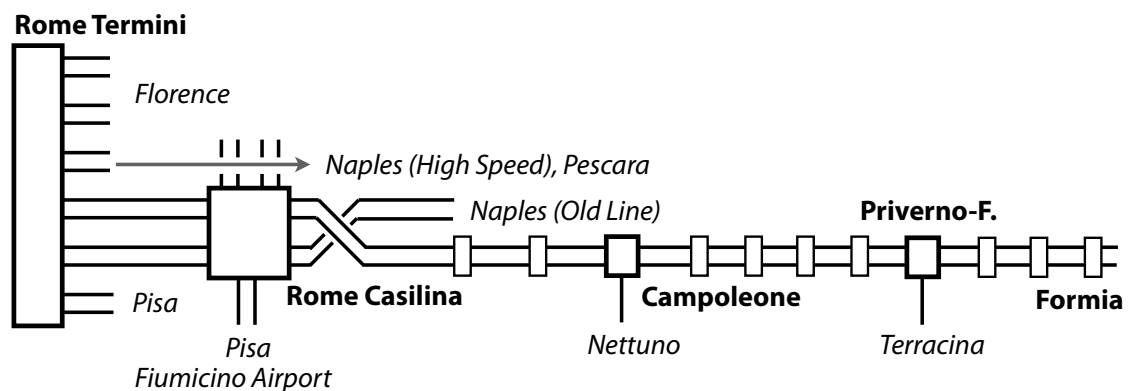 Rome Termini
Florence
Naples (High Speed), Pescara
Naples (Old Line)
Priverno-F.
Pisa
Rome Casilina
Campoleone
Formia
Pisa
Fiumicino Airport
Nettuno
Terracina